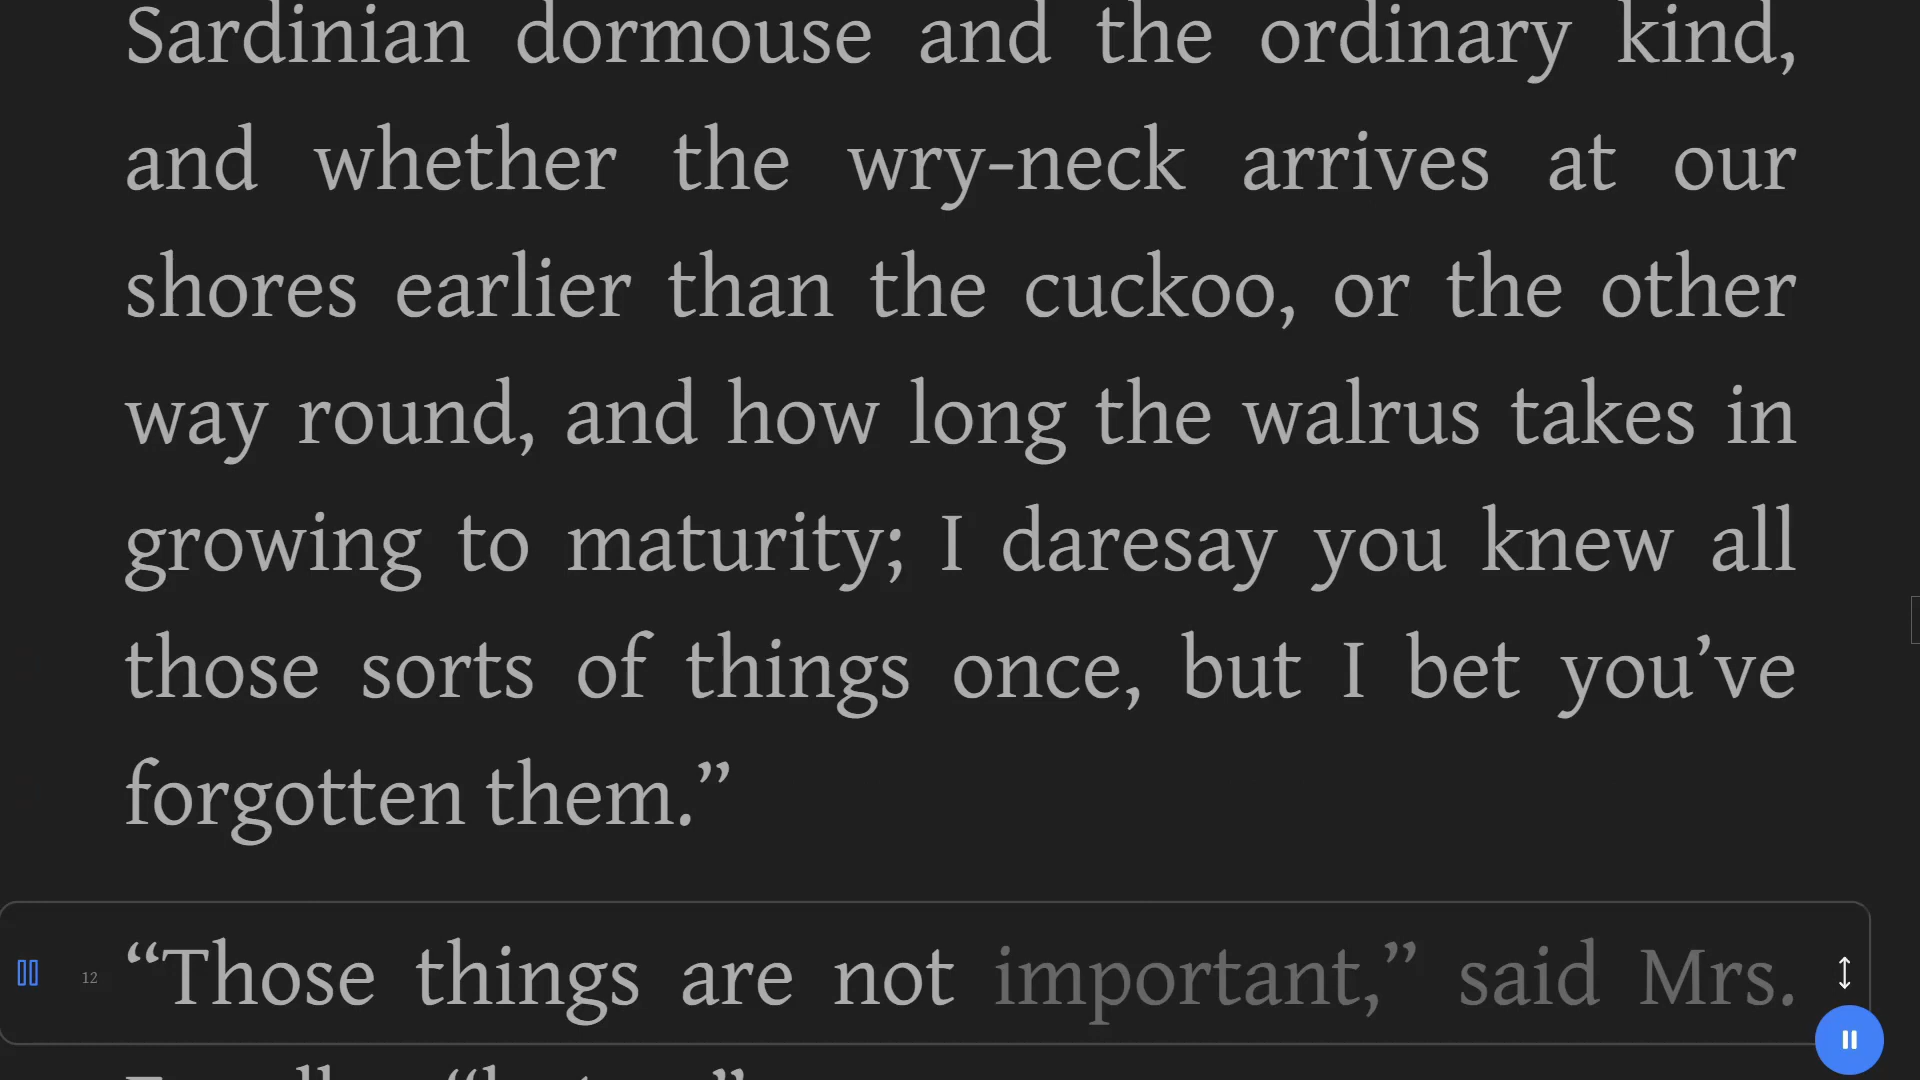 Sardinian dormouse and the ordinary kind,
and whether the wry-neck arrives at our
shores earlier than the cuckoo, or the other
way round, and how long the walrus takes in
growing to maturity; I daresay you knew all
those sorts of things once, but I bet you’ve
forgotten them.”
12
“Those things are not important,” said Mrs.